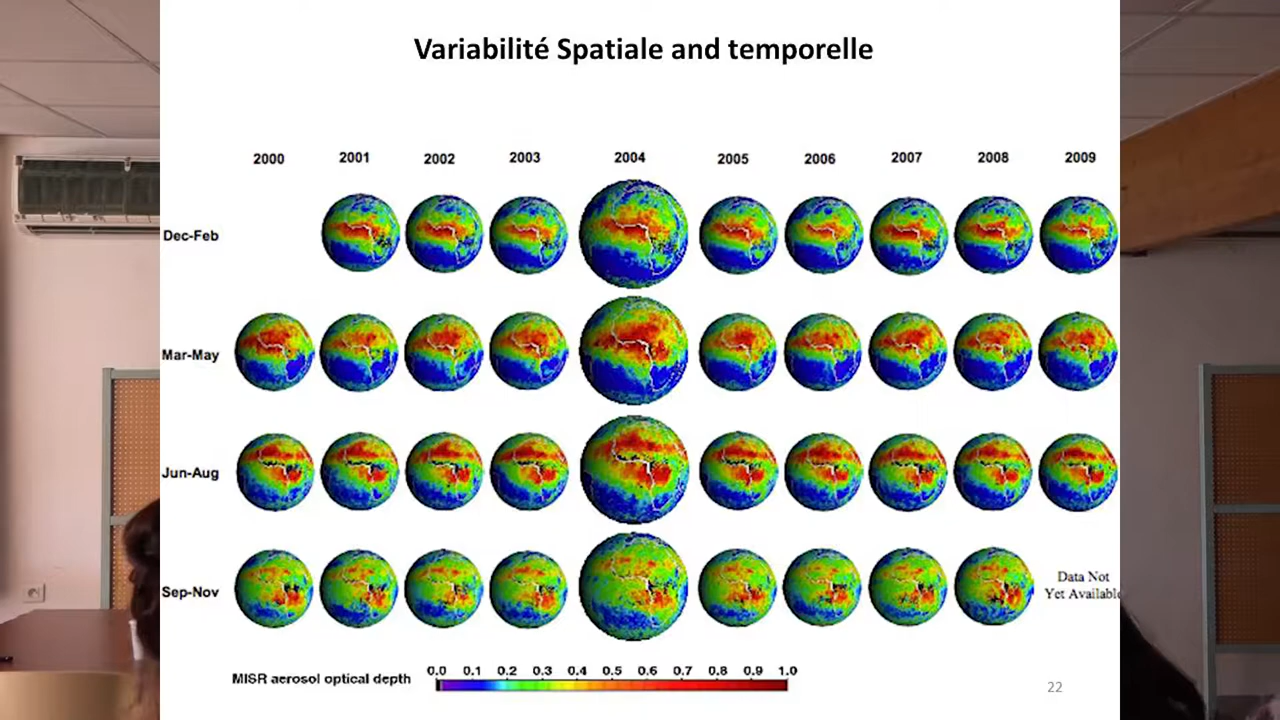 Variabilité Spatiale and temporelle
2000 2001 2002 2003 2004 2005 2006 2007 2008 2009
Dec-Feb
Mar-May
Jun-Aug
Sep-Nov
Data Not
Yet Available
MISR aerosol optical depth
0.0 0.1 0.2 0.3 0.4 0.5 0.6 0.7 0.8 0.9 1.0
22